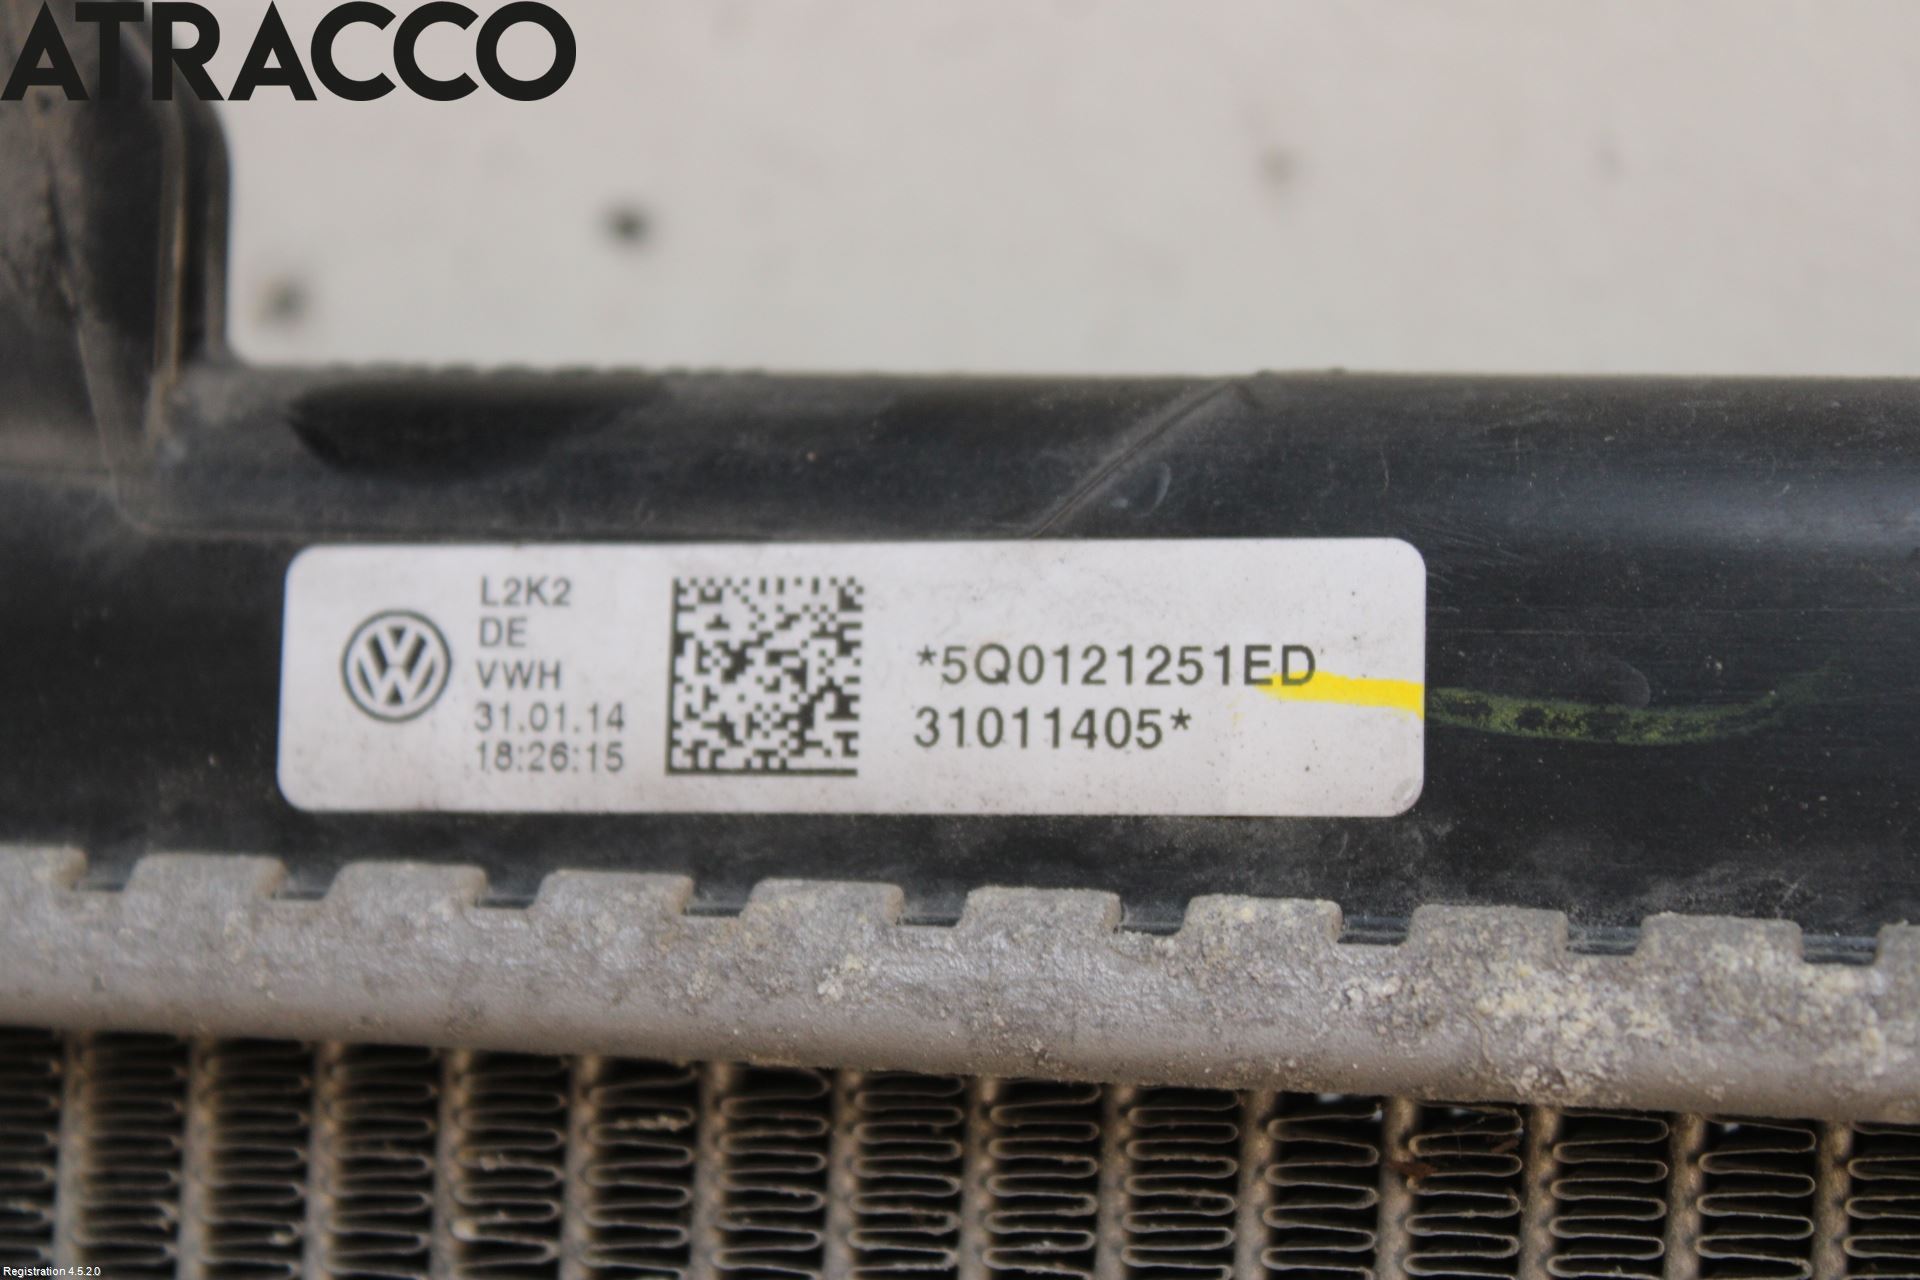 ATRACCO
L2K2
DE
VWH
31.01.14
18:26:15
*5Q0121251ED
31011405*
Registration 4.5.2.0